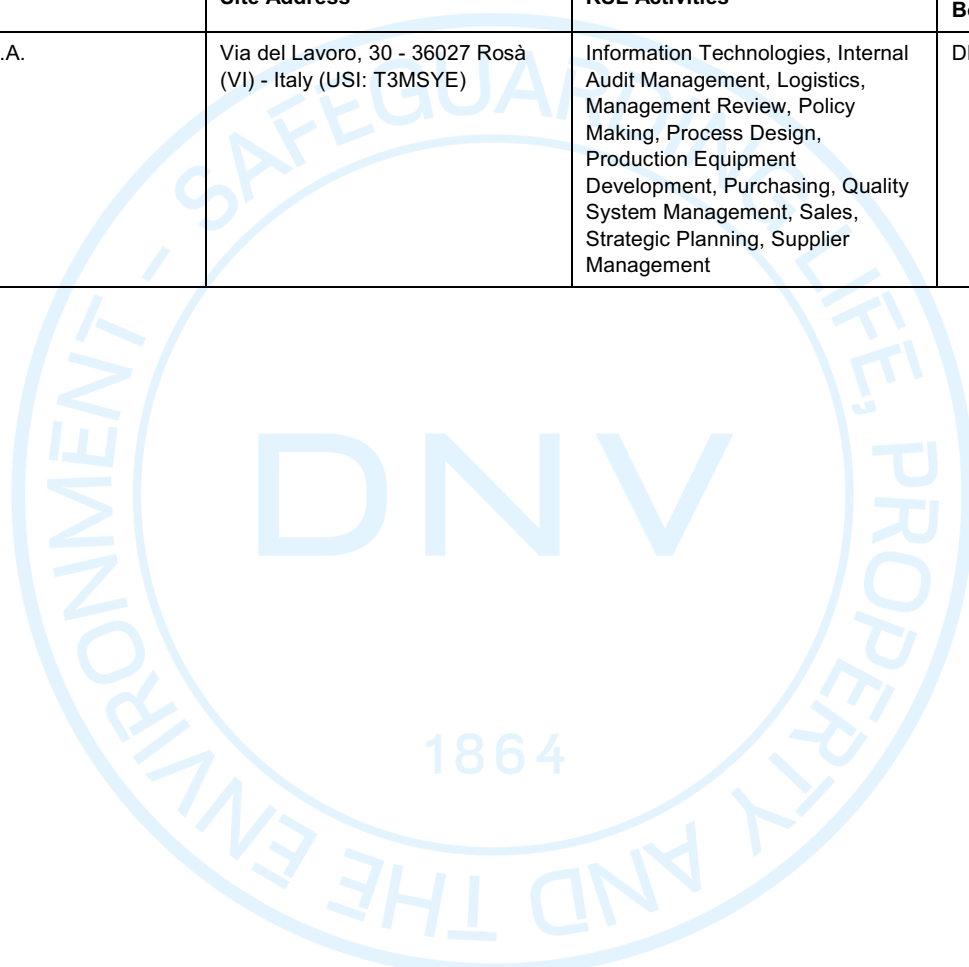 Site Address RSL Activities
.A. Via del Lavoro, 30 - 36027 Rosà Information Technologies, Internal
(VI) - Italy (USI: T3MSYE) Audit Management, Logistics,
Management Review, Policy
Making, Process Design,
Production Equipment
Development, Purchasing, Quality
System Management, Sales,
Strategic Planning, Supplier
Management
SAFEGUARDING LIFE, PROPERTY AND THE ENVIRONMENT -
DNV
1864